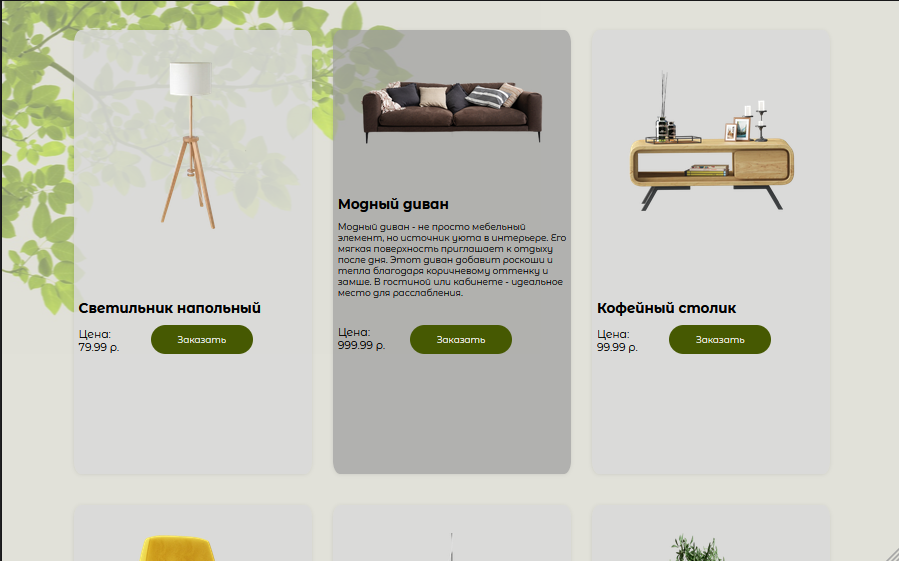 Светильник напольный
Цена:
79.99 р.
Заказать
Модный диван
Модный диван - не просто мебельный
элемент, но источник уюта в интерьере. Его
мягкая поверхность приглашает к отдыху
после дня. Этот диван добавит роскоши и
тепла благодаря коричневому оттенку и
замше. В гостиной или кабинете - идеальное
место для расслабления.
Цена:
999.99 р.
Заказать
Кофейный столик
Цена:
99.99 р.
Заказать